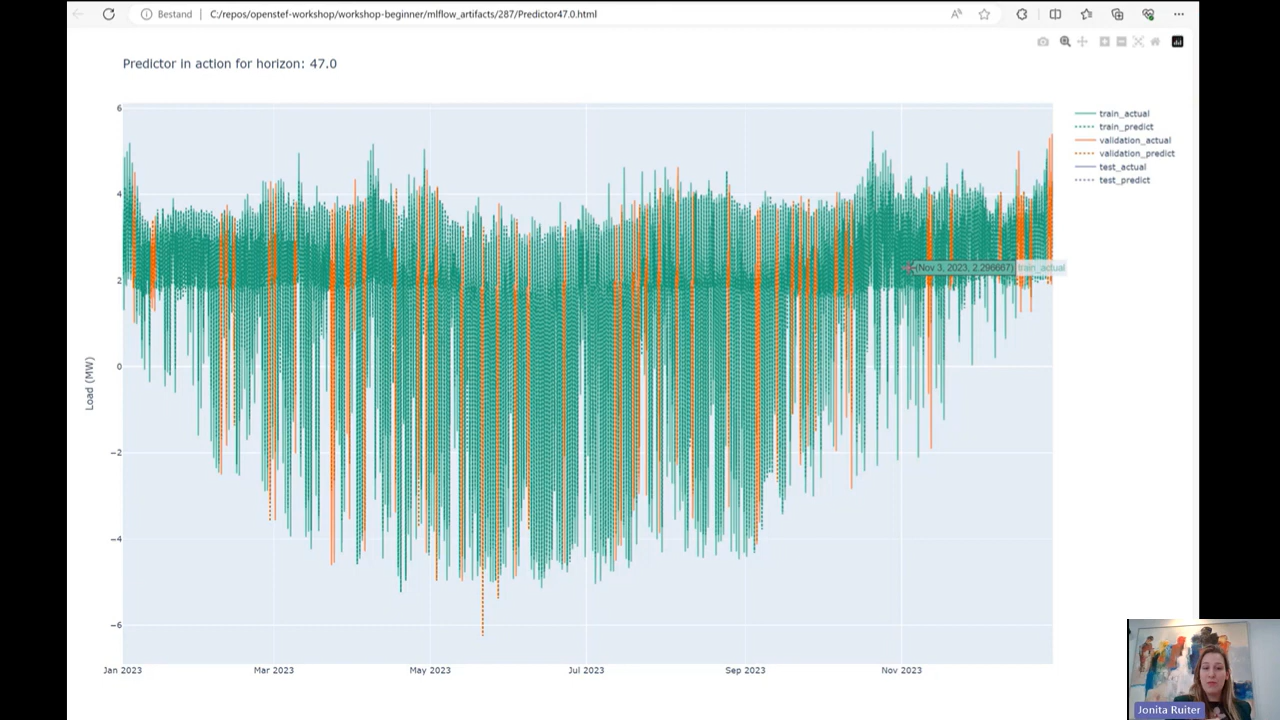 Bestand C:/repos/openstef-workshop/workshop-beginner/mlflow_artifacts/287/Predictor47.0.html
Predictor in action for horizon: 47.0
6
4
2
0
−2
−4
−6
Load (MW)
Jan 2023
Mar 2023
May 2023
Jul 2023
Sep 2023
Nov 2023
train_actual
train_predict
validation_actual
validation_predict
test_actual
test_predict
(Nov 3, 2023, 2.296667) train_actual
Jonita Ruiter